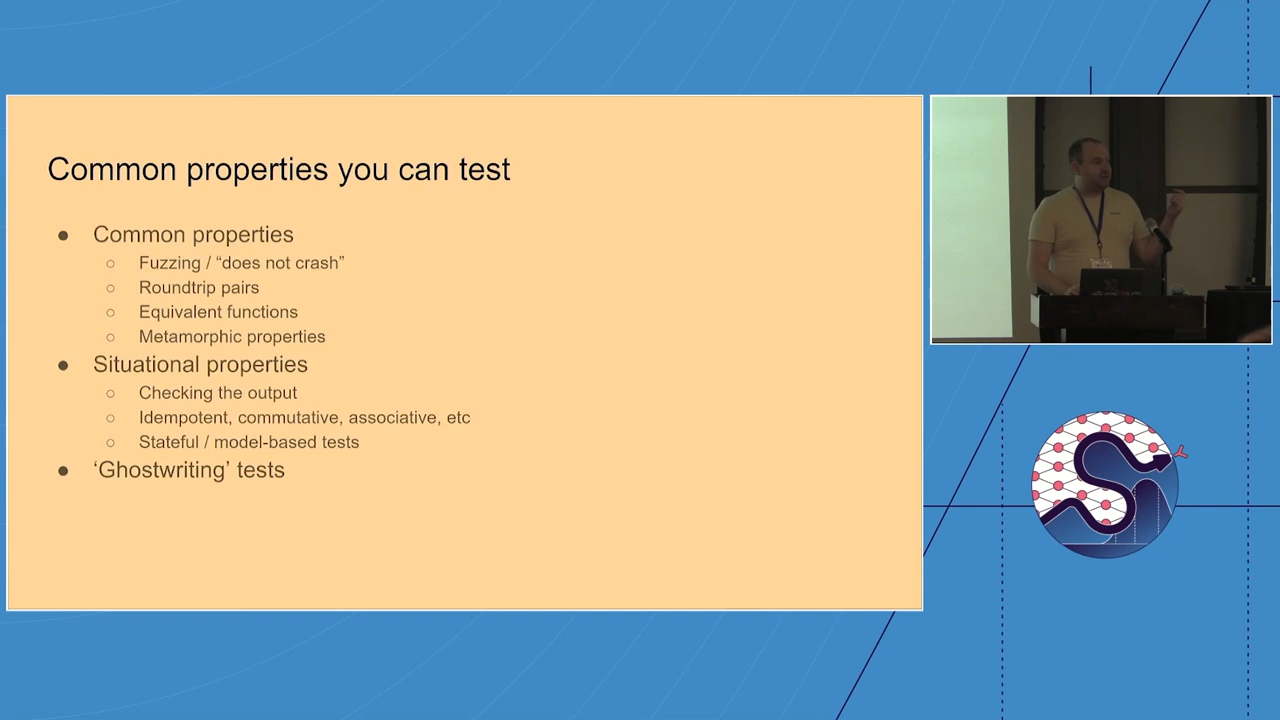 Common properties you can test
● Common properties
○ Fuzzing / “does not crash”
○ Roundtrip pairs
○ Equivalent functions
○ Metamorphic properties
● Situational properties
○ Checking the output
○ Idempotent, commutative, associative, etc
○ Stateful / model-based tests
● ‘Ghostwriting’ tests